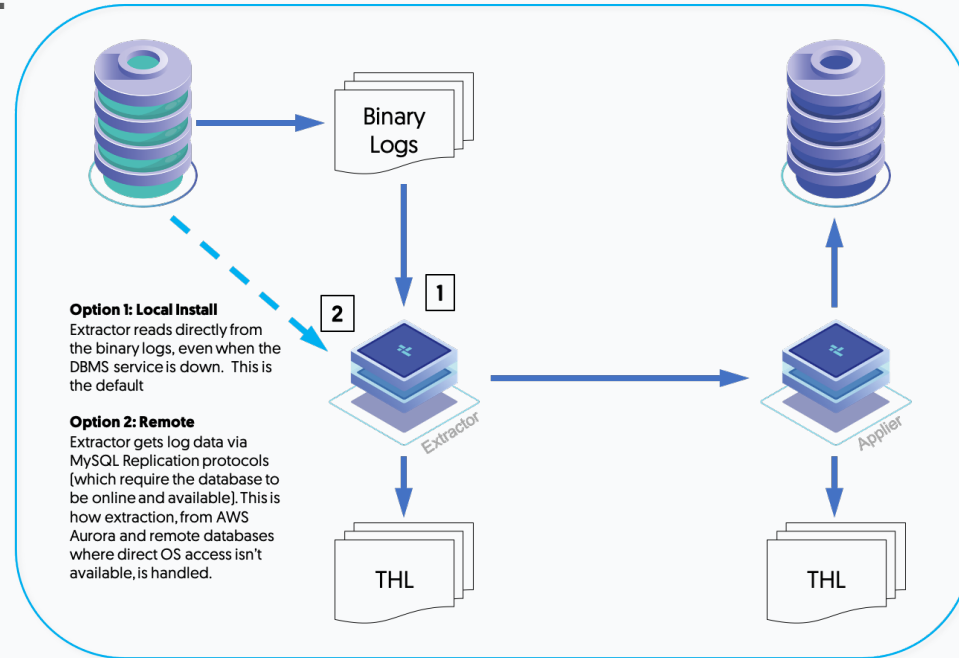 Binary
Logs
1
2
Option 1: Local Install
Extractor reads directly from
the binary logs, even when the
DBMS service is down. This is
the default
Option 2: Remote
Extractor gets log data via
MySQL Replication protocols
(which require the database to
be online and available). This is
how extraction, from AWS
Aurora and remote databases
where direct OS access isn't
available, is handled.
Extractor
Applier
THL
THL